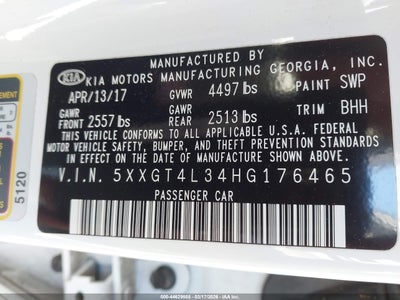 MANUFACTURED BY
KIA KIA MOTORS MANUFACTURING GEORGIA, INC.
APR/13/17 GVWR 4497 lbs PAINT SWP
GAWR FRONT 2557 lbs GAWR REAR 2513 lbs TRIM BHH
THIS VEHICLE CONFORMS TO ALL APPLICABLE U.S.A. FEDERAL
MOTOR VEHICLE SAFETY, BUMPER, AND THEFT PREVENTION STANDARDS
IN EFFECT ON THE DATE OF MANUFACTURE SHOWN ABOVE.
V.I.N. 5XXGT4L34HG176465
PASSENGER CAR
5120